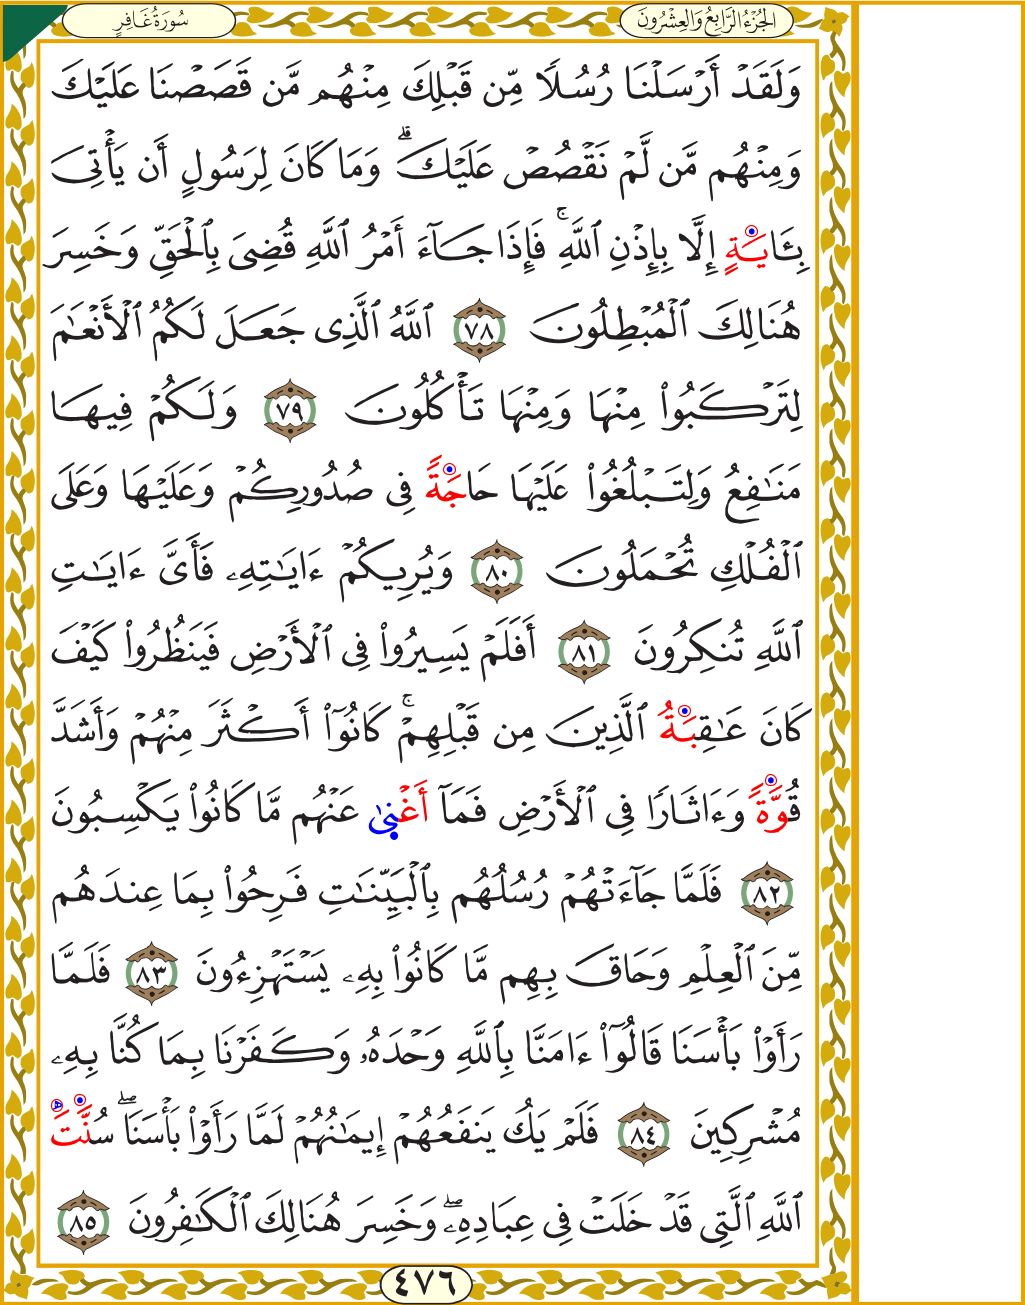 الجُزْءُ الرَّابِعُ وَالعِشْرُونَ
سُورَةُ غَافِرٍ
وَلَقَدْ أَرْسَلْنَا رُسُلًا مِّن قَبْلِكَ مِنْهُم مَّن قَصَصْنَا عَلَيْكَ
وَمِنْهُم مَّن لَّمْ نَقْصُصْ عَلَيْكَ ۗ وَمَا كَانَ لِرَسُولٍ أَن يَأْتِىَ
بِـَٔايَةٍ إِلَّا بِإِذْنِ ٱللَّهِ ۚ فَإِذَا جَآءَ أَمْرُ ٱللَّهِ قُضِىَ بِٱلْحَقِّ وَخَسِرَ
هُنَالِكَ ٱلْمُبْطِلُونَ ٧٨ ٱللَّهُ ٱلَّذِى جَعَلَ لَكُمُ ٱلْأَنْعَٰمَ
لِتَرْكَبُوا۟ مِنْهَا وَمِنْهَا تَأْكُلُونَ ٧٩ وَلَكُمْ فِيهَا
مَنَٰفِعُ وَلِتَبْلُغُوا۟ عَلَيْهَا حَاجَةً فِى صُدُورِكُمْ وَعَلَيْهَا وَعَلَى
ٱلْفُلْكِ تُحْمَلُونَ ٨٠ وَيُرِيكُمْ ءَايَٰتِهِۦ فَأَىَّ ءَايَٰتِ
ٱللَّهِ تُنكِرُونَ ٨١ أَفَلَمْ يَسِيرُوا۟ فِى ٱلْأَرْضِ فَيَنظُرُوا۟ كَيْفَ
كَانَ عَٰقِبَةُ ٱلَّذِينَ مِن قَبْلِهِمْ ۚ كَانُوٓا۟ أَكْثَرَ مِنْهُمْ وَأَشَدَّ
قُوَّةً وَءَاثَارًا فِى ٱلْأَرْضِ فَمَآ أَغْنَىٰ عَنْهُم مَّا كَانُوا۟ يَكْسِبُونَ
٨٢ فَلَمَّا جَآءَتْهُمْ رُسُلُهُم بِٱلْبَيِّنَٰتِ فَرِحُوا۟ بِمَا عِندَهُم
مِّنَ ٱلْعِلْمِ وَحَاقَ بِهِم مَّا كَانُوا۟ بِهِۦ يَسْتَهْزِءُونَ ٨٣ فَلَمَّا
رَأَوْا۟ بَأْسَنَا قَالُوٓا۟ ءَامَنَّا بِٱللَّهِ وَحْدَهُۥ وَكَفَرْنَا بِمَا كُنَّا بِهِۦ
مُشْرِكِينَ ٨٤ فَلَمْ يَكُ يَنفَعُهُمْ إِيمَٰنُهُمْ لَمَّا رَأَوْا۟ بَأْسَنَا ۖ سُنَّتَ
ٱللَّهِ ٱلَّتِى قَدْ خَلَتْ فِى عِبَادِهِۦ ۖ وَخَسِرَ هُنَالِكَ ٱلْكَٰفِرُونَ ٨٥
٤٧٦